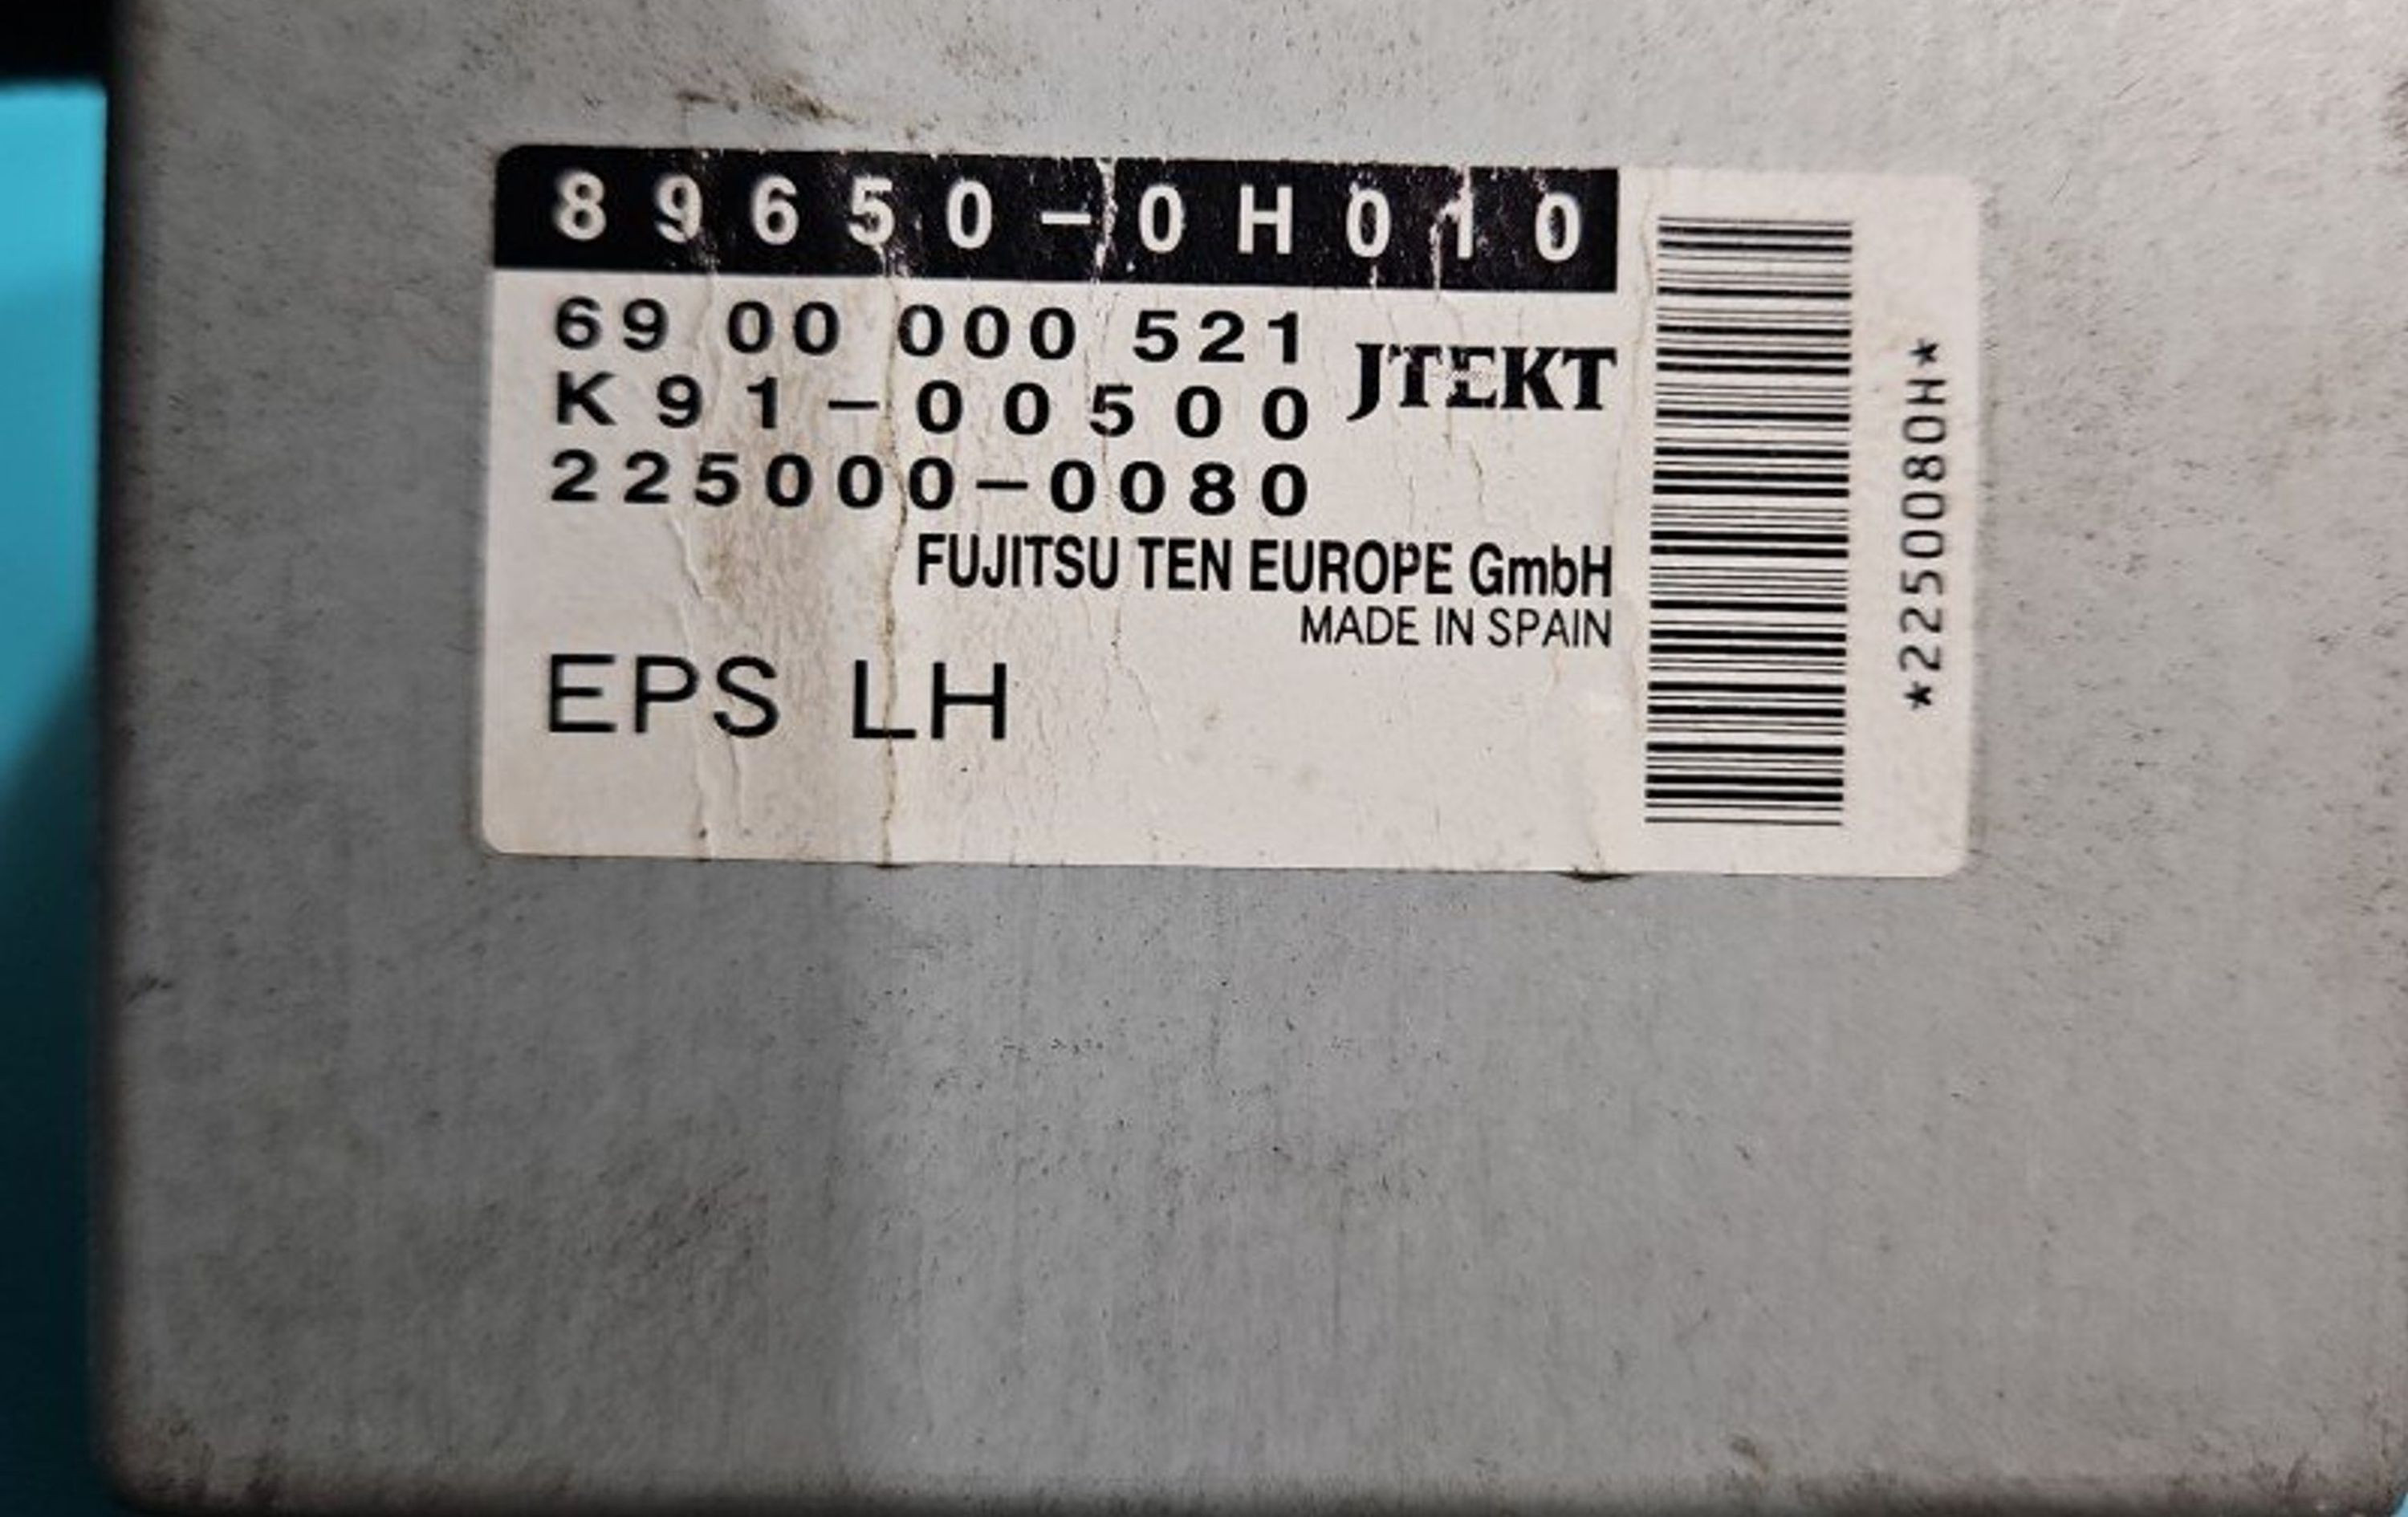 89650-0H010
69 00 000 521
K91-00500
JTEKT
225000-0080
FUJITSU TEN EUROPE GmbH
MADE IN SPAIN
EPS LH
*2250080H*